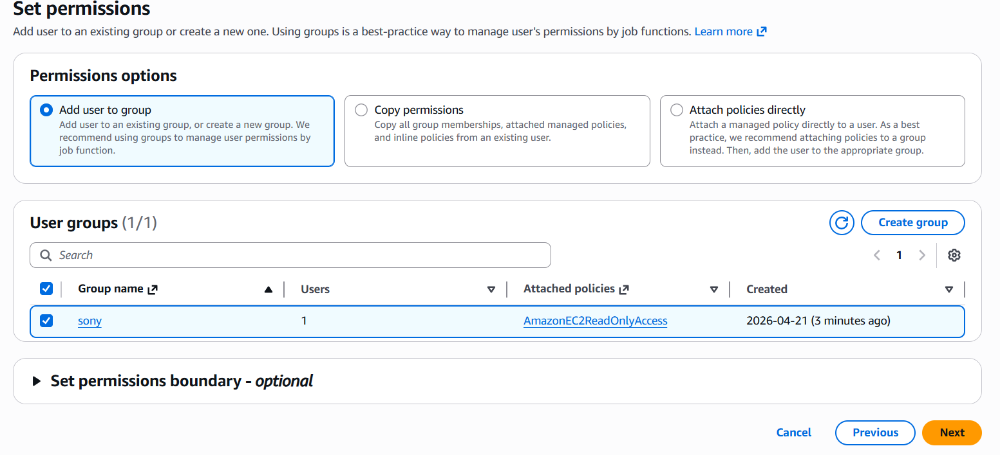 Set permissions
Add user to an existing group or create a new one. Using groups is a best-practice way to manage user's permissions by job functions. Learn more
Permissions options
Add user to group
Add user to an existing group, or create a new group. We
recommend using groups to manage user permissions by
job function.
Copy permissions
Copy all group memberships, attached managed policies,
and inline policies from an existing user.
Attach policies directly
Attach a managed policy directly to a user. As a best
practice, we recommend attaching policies to a group
instead. Then, add the user to the appropriate group.
User groups (1/1)
Create group
Search
1
Group name Users Attached policies Created
sony 1 AmazonEC2ReadOnlyAccess 2026-04-21 (3 minutes ago)
Set permissions boundary - optional
Cancel Previous Next